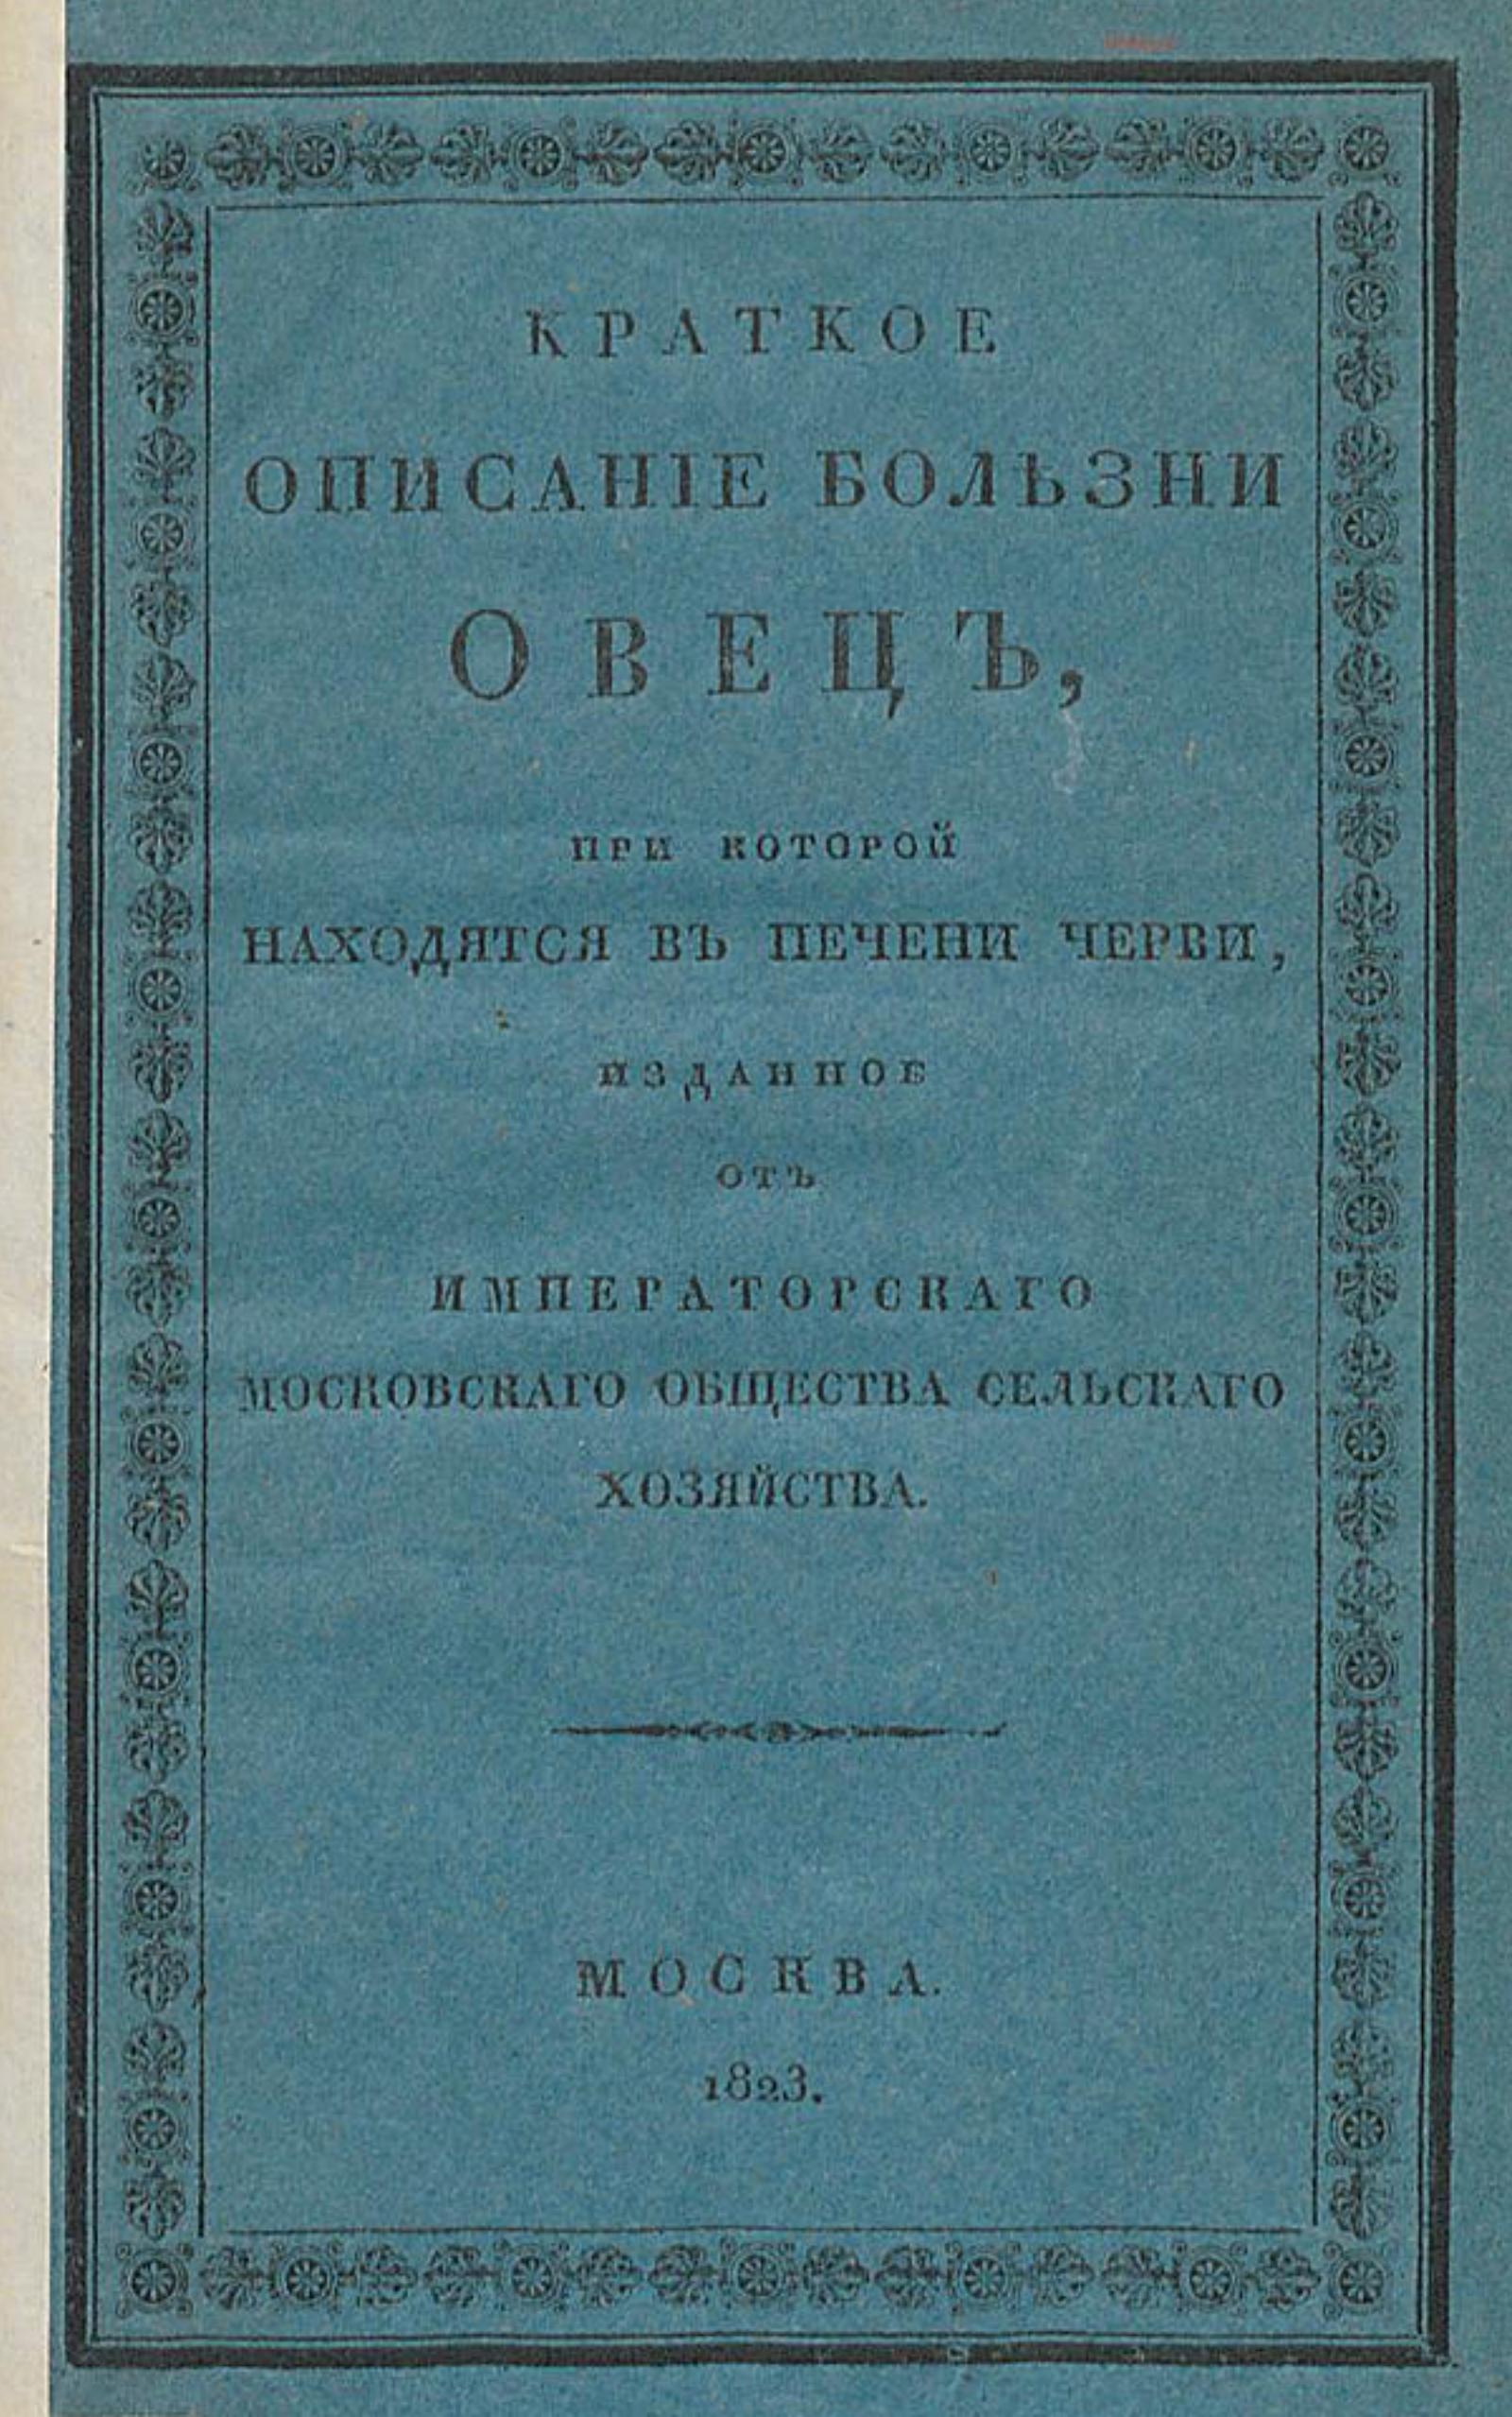 КРАТКОЕ
ОПИСАНІЕ БОЛѢЗНИ
ОВЕЦЪ,
ПРИ КОТОРОЙ
НАХОДЯТСЯ ВЪ ПЕЧЕНИ ЧЕРВИ,
ИЗДАННОЕ
ОТЪ
ИМПЕРАТОРСКАГО
МОСКОВСКАГО ОБЩЕСТВА СЕЛЬСКАГО
ХОЗЯЙСТВА.
МОСКВА.
1823.